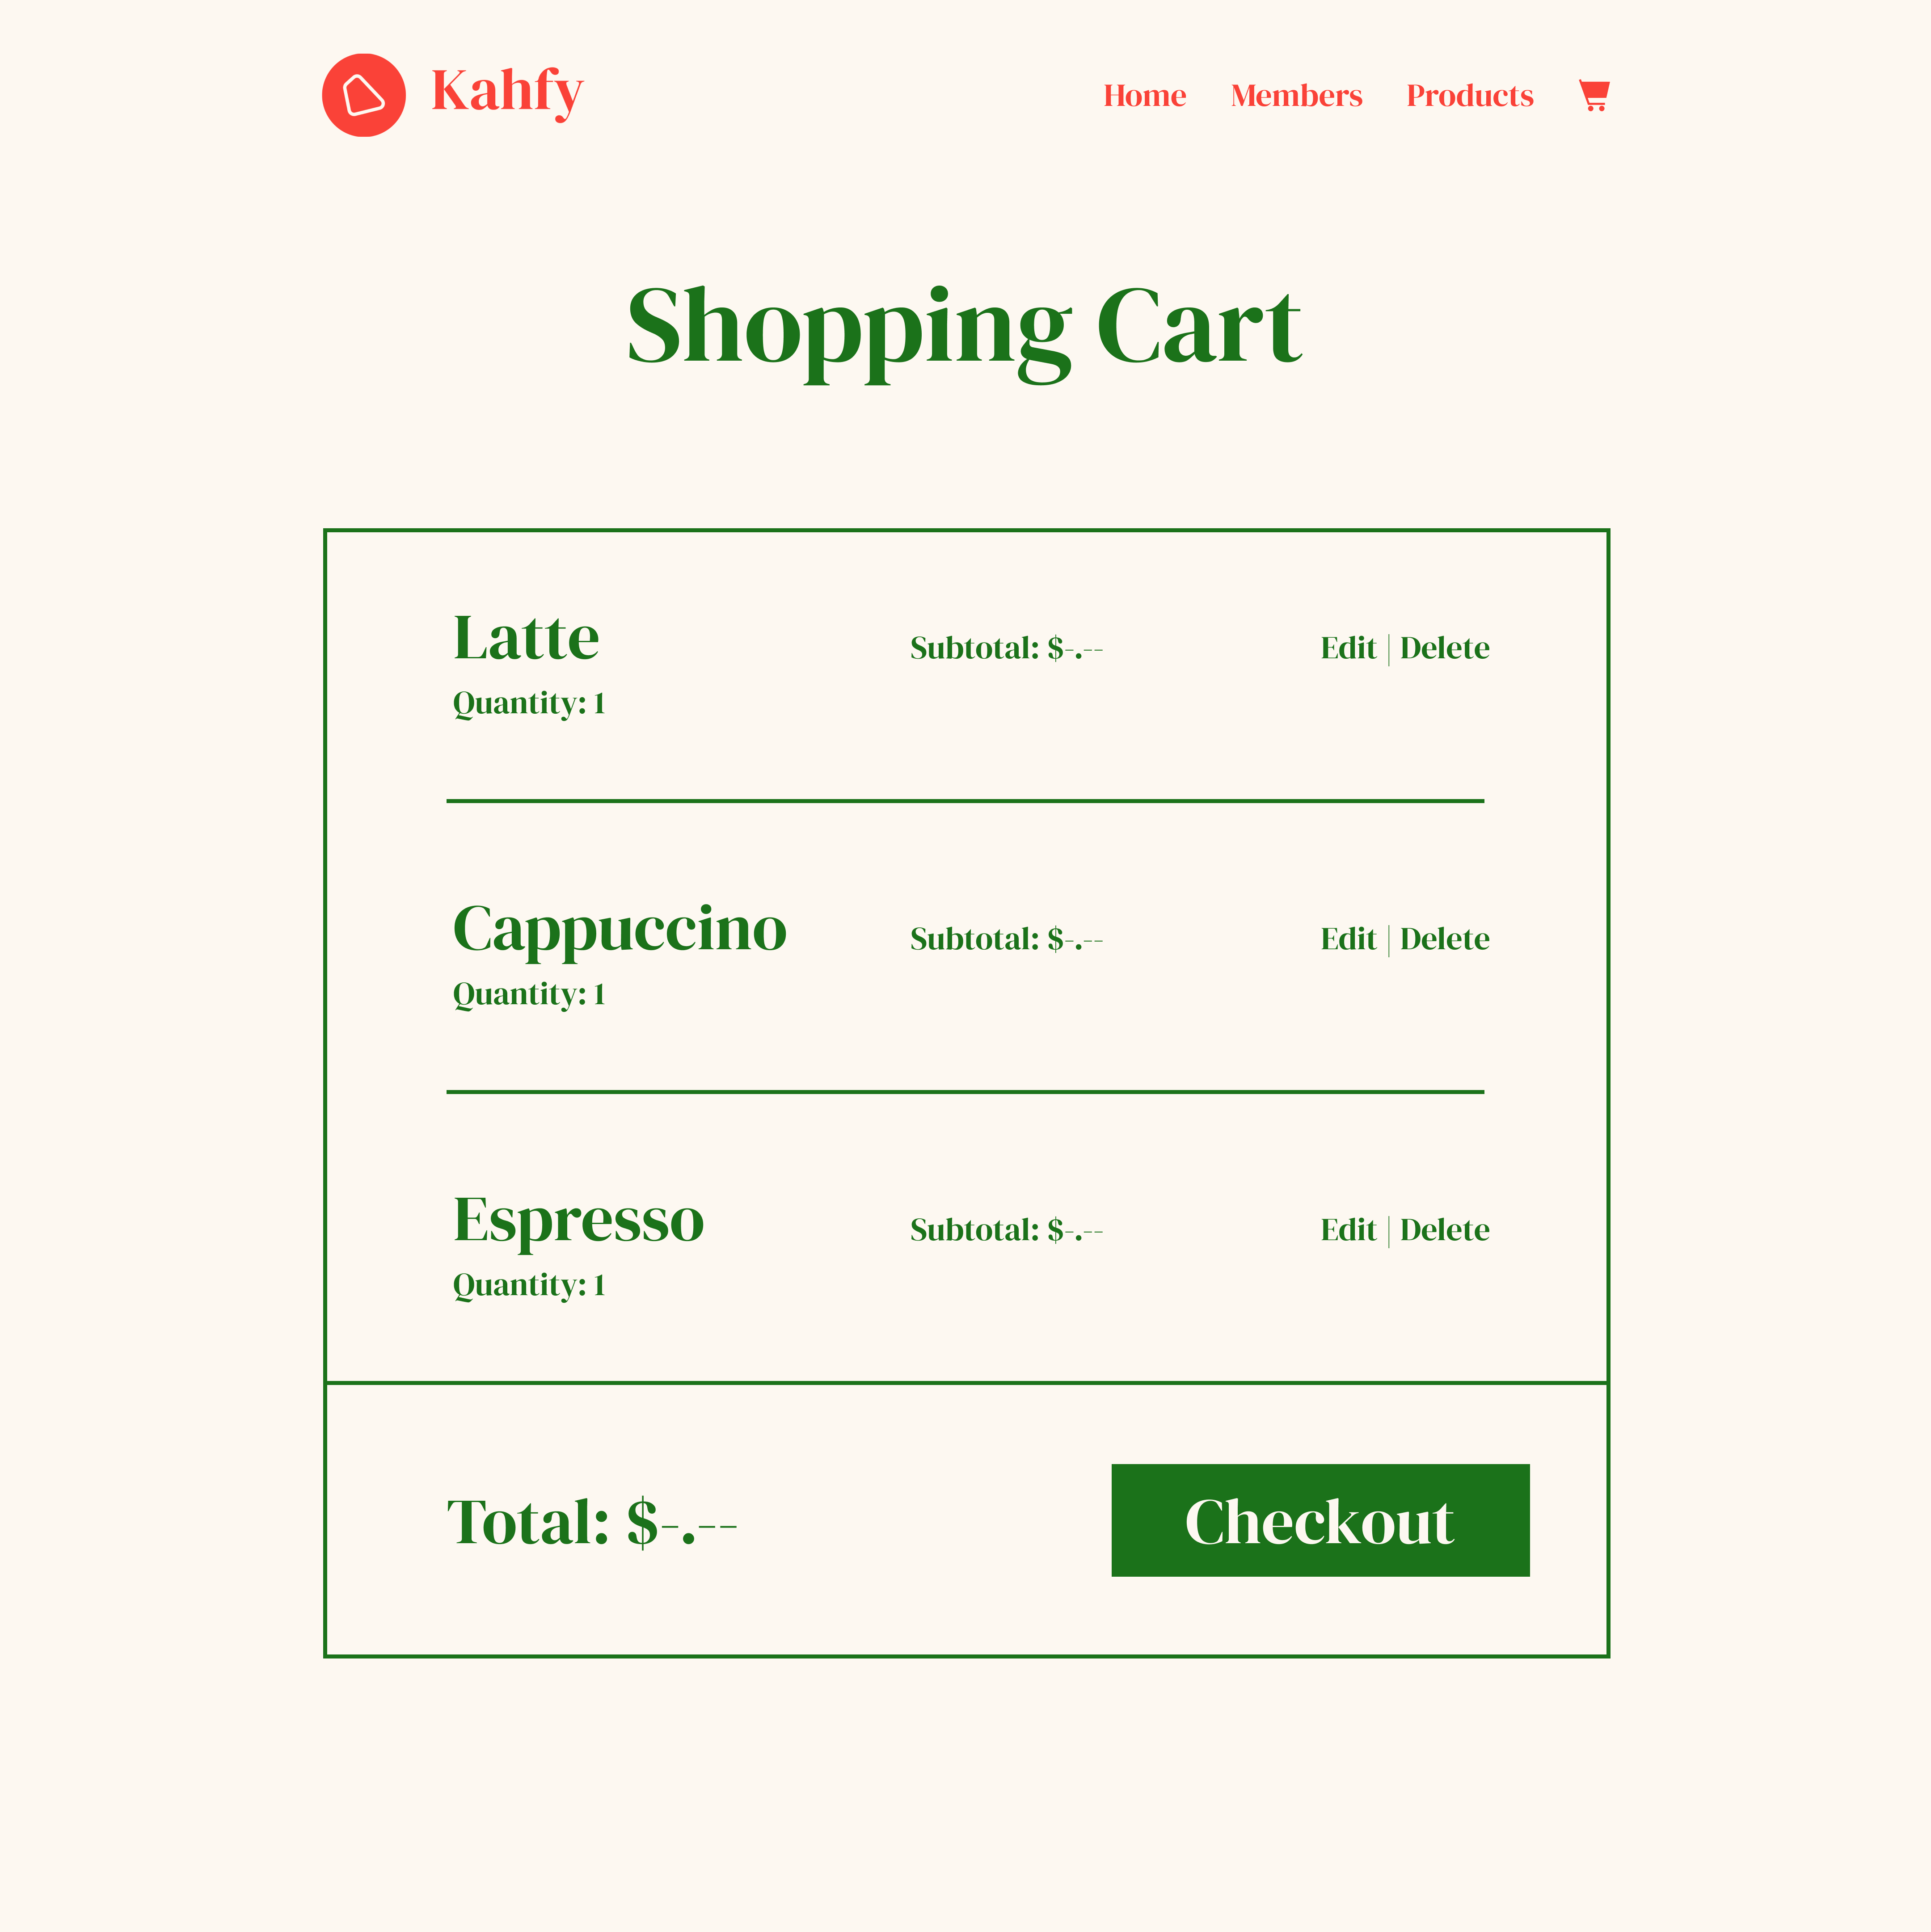 Kahfy
Home Members Products
Shopping Cart
Latte
Subtotal: $-.--
Edit | Delete
Quantity: 1
Cappuccino
Subtotal: $-.--
Edit | Delete
Quantity: 1
Espresso
Subtotal: $-.--
Edit | Delete
Quantity: 1
Total: $-.--
Checkout